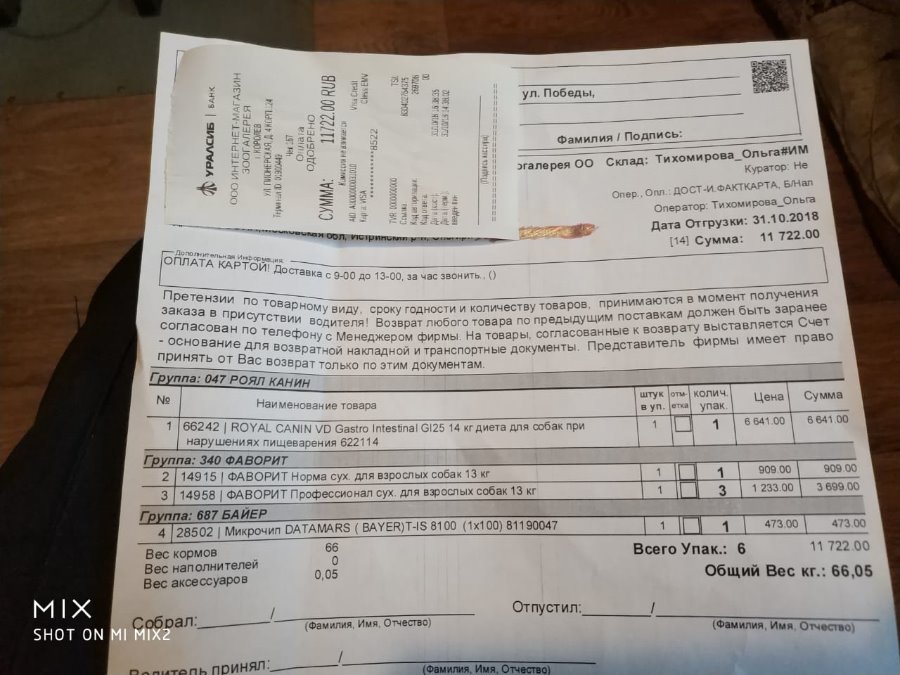 УРАЛСИБ | БАНК
ООО ИНТЕРНЕТ-МАГАЗИН
ЗООГАЛЕРЕЯ
г. КОРОЛЕВ
Оплата
ОДОБРЕНО
СУММА: 11722.00 RUB
Комиссия не взимается
Visa Credit
Карта: VISA
************8522
(Подпись кассира)
ул. Победы,
Фамилия / Подпись:
огалерея ОО Склад: Тихомирова_Ольга#ИМ
Куратор: Не
Опер., Опл.: ДОСТ-И.ФАКТКАРТА, Б/Нал
Оператор: Тихомирова_Ольга
Дата Отгрузки: 31.10.2018
[14] Сумма: 11 722.00
Дополнительная Информация:
ОПЛАТА КАРТОЙ! Доставка с 9-00 до 13-00, за час звонить., ()
Претензии по товарному виду, сроку годности и количеству товаров, принимаются в момент получения
заказа в присутствии водителя! Возврат любого товара по предыдущим поставкам должен быть заранее
согласован по телефону с Менеджером фирмы. На товары, согласованные к возврату выставляется Счет
- основание для возвратной накладной и транспортные документы. Представитель фирмы имеет право
принять от Вас возврат только по этим документам.
Группа: 047 РОЯЛ КАНИН
№ Наименование товара штук в уп. от-метка колич. упак. Цена Сумма
1 66242 | ROYAL CANIN VD Gastro Intestinal GI25 14 кг диета для собак при 1 1 6 641.00 6 641.00
нарушениях пищеварения 622114
Группа: 340 ФАВОРИТ
2 14915 | ФАВОРИТ Норма сух. для взрослых собак 13 кг 1 1 909.00 909.00
3 14958 | ФАВОРИТ Профессионал сух. для взрослых собак 13 кг 1 3 1 233.00 3 699.00
Группа: 687 БАЙЕР
4 28502 | Микрочип DATAMARS ( BAYER)T-IS 8100 (1x100) 81190047 1 1 473.00 473.00
Вес кормов 66 Всего Упак.: 6 11 722.00
Вес наполнителей 0
Вес аксессуаров 0,05 Общий Вес кг.: 66,05
Собрал: / Отпустил: /
(Фамилия, Имя, Отчество) (Фамилия, Имя, Отчество)
Водитель принял: /
(Фамилия, Имя, Отчество)
MIX
SHOT ON MI MIX2